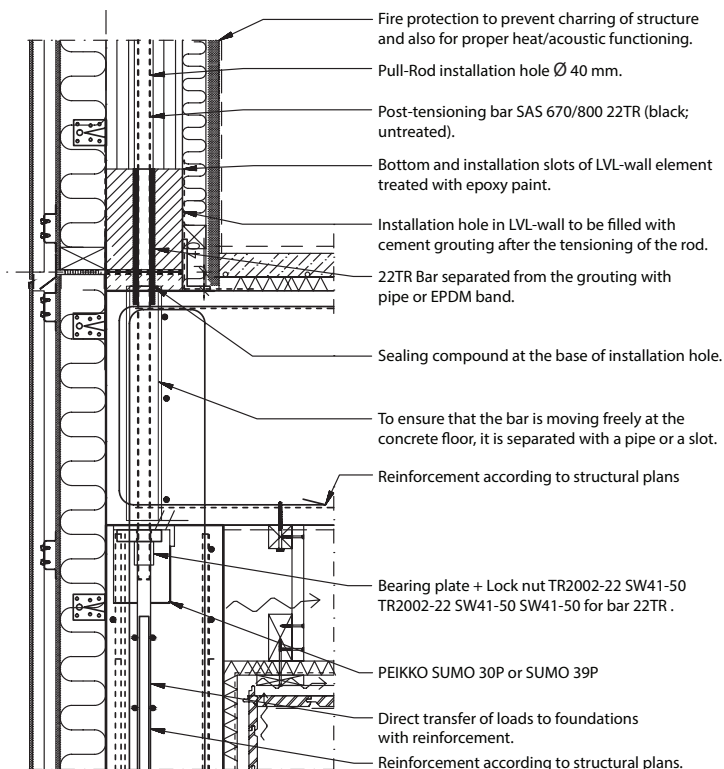 Fire protection to prevent charring of structure
and also for proper heat/acoustic functioning.
Pull-Rod installation hole Ø 40 mm.
Post-tensioning bar SAS 670/800 22TR (black;
untreated).
Bottom and installation slots of LVL-wall element
treated with epoxy paint.
Installation hole in LVL-wall to be filled with
cement grouting after the tensioning of the rod.
22TR Bar separated from the grouting with
pipe or EPDM band.
Sealing compound at the base of installation hole.
To ensure that the bar is moving freely at the
concrete floor, it is separated with a pipe or a slot.
Reinforcement according to structural plans
Bearing plate + Lock nut TR2002-22 SW41-50
TR2002-22 SW41-50 SW41-50 for bar 22TR .
PEIKKO SUMO 30P or SUMO 39P
Direct transfer of loads to foundations
with reinforcement.
Reinforcement according to structural plans.